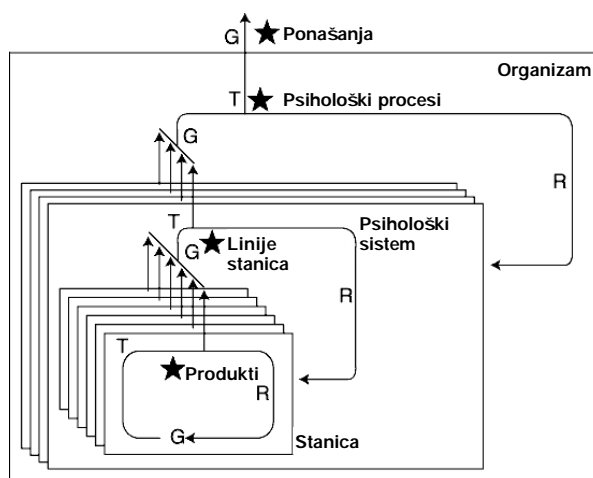 G
Ponašanja
Organizam
T
Psihološki procesi
G
R
T
Psihološki
sistem
G
Linije
stanica
R
T
Produkti
R
G
Stanica